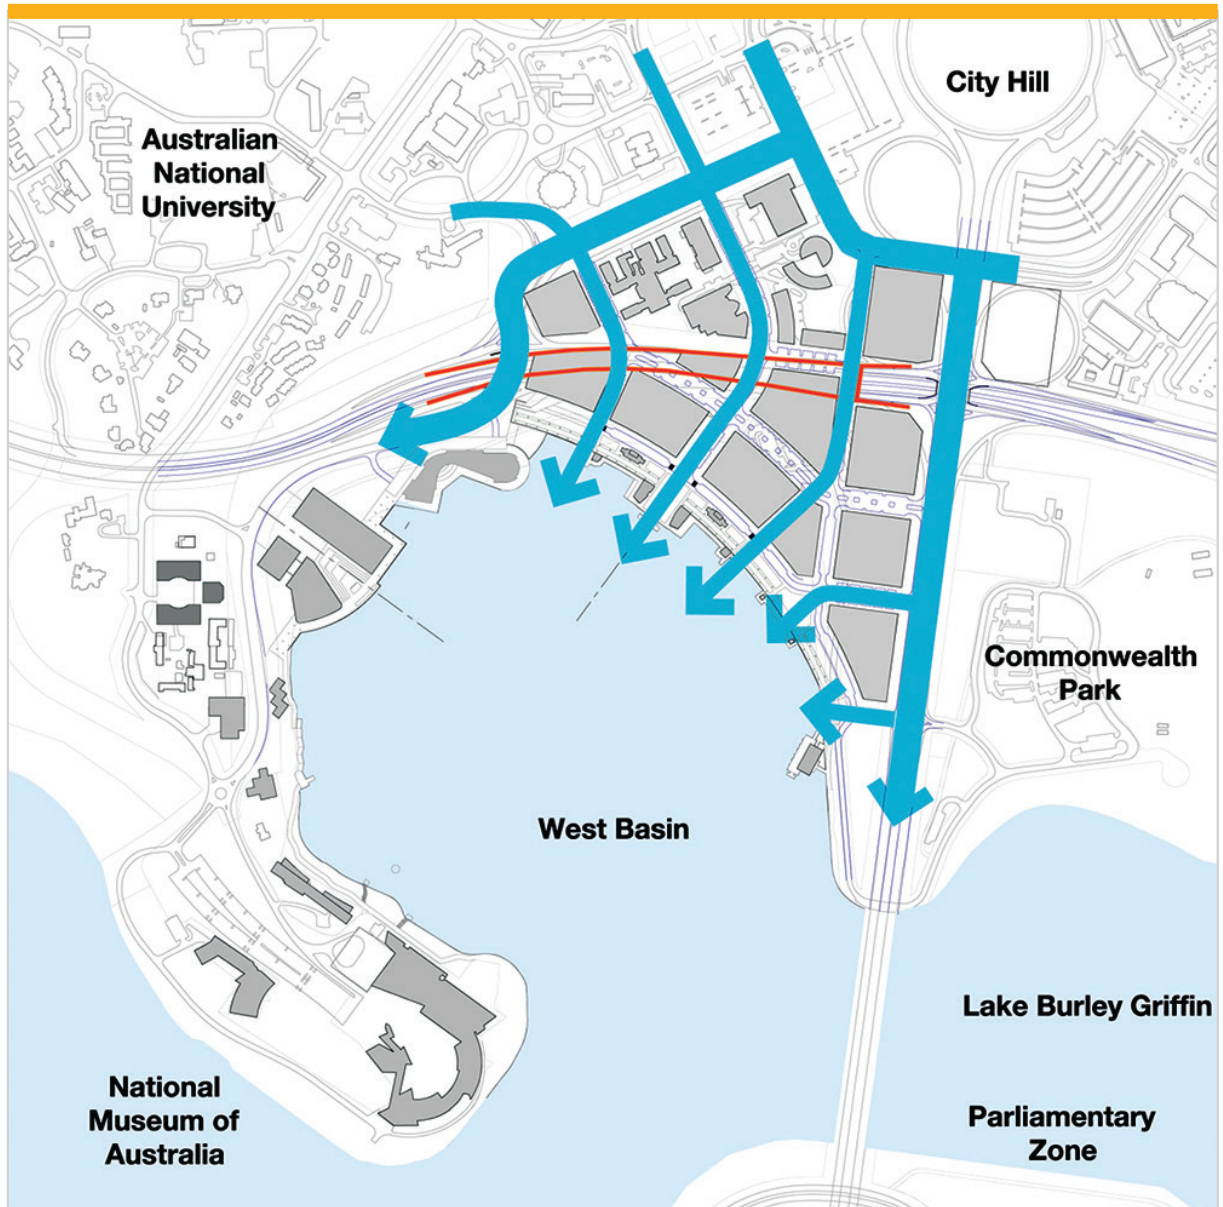 City Hill
Australian
National
University
Commonwealth
Park
West Basin
Lake Burley Griffin
National
Museum of
Australia
Parliamentary
Zone